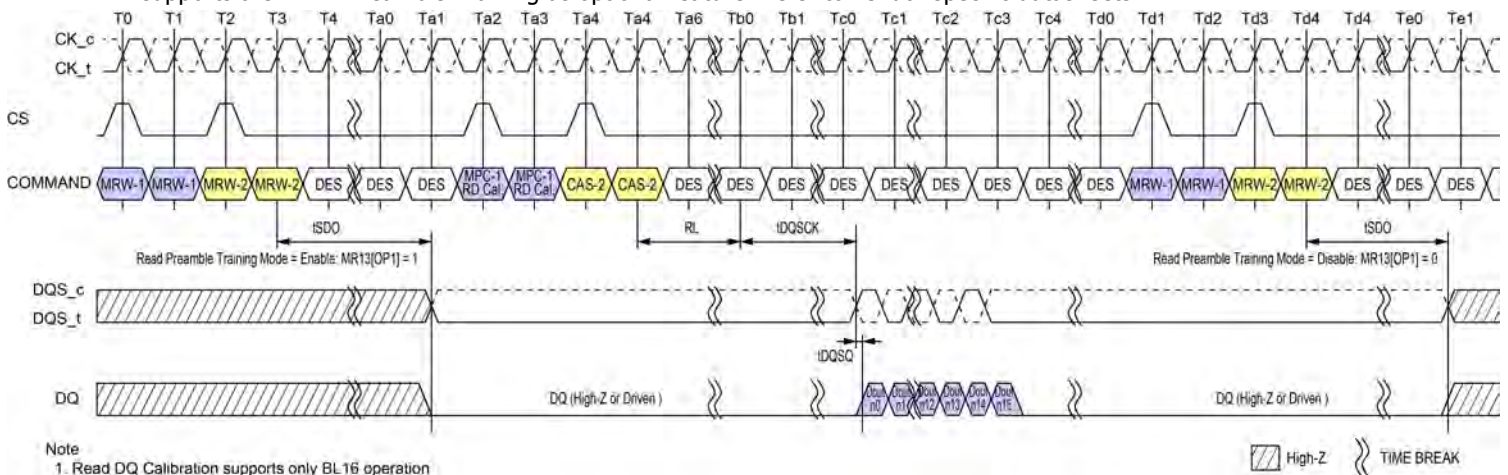 T0 T1 T2 T3 T4 Ta0 Ta1 Ta2 Ta3 Ta4 Ta4 Ta6 Tb0 Tb1 Tc0 Tc1 Tc2 Tc3 Tc4 Td0 Td1 Td2 Td3 Td4 Td4 Te0 Te1
CK_c
CK_t
CS
COMMAND MRW-1 MRW-1 MRW-2 MRW-2 DES DES DES MPC-1 RD Cal. MPC-1 RD Cal. CAS-2 CAS-2 DES DES DES DES DES DES DES DES DES MRW-1 MRW-1 MRW-2 MRW-2 DES DES DES
tSDO RL tDQSCK tSDO
Read Preamble Training Mode = Enable: MR13[OP1] = 1 Read Preamble Training Mode = Disable: MR13[OP1] = 0
DQS_c
DQS_t
tDQSQ
DQ DQ (High-Z or Driven ) Dout n0 Dout n14 Dout n12 Dout n13 Dout n14 Dout n15 DQ (High-Z or Driven )
Note
1. Read DQ Calibration supports only BL16 operation
High-Z TIME BREAK